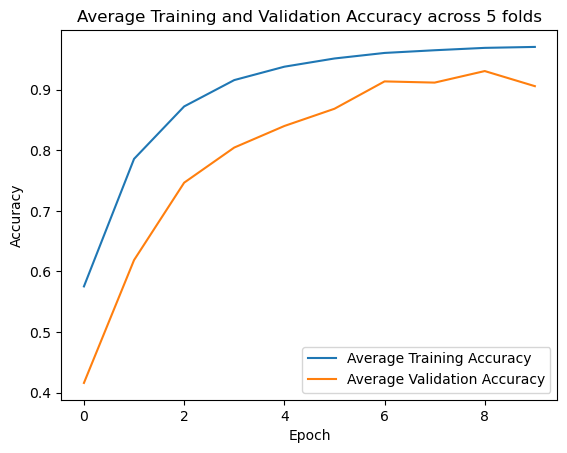 Average Training and Validation Accuracy across 5 folds
Accuracy
0.9
0.8
0.7
0.6
0.5
0.4
Average Training Accuracy
Average Validation Accuracy
0 2 4 6 8
Epoch